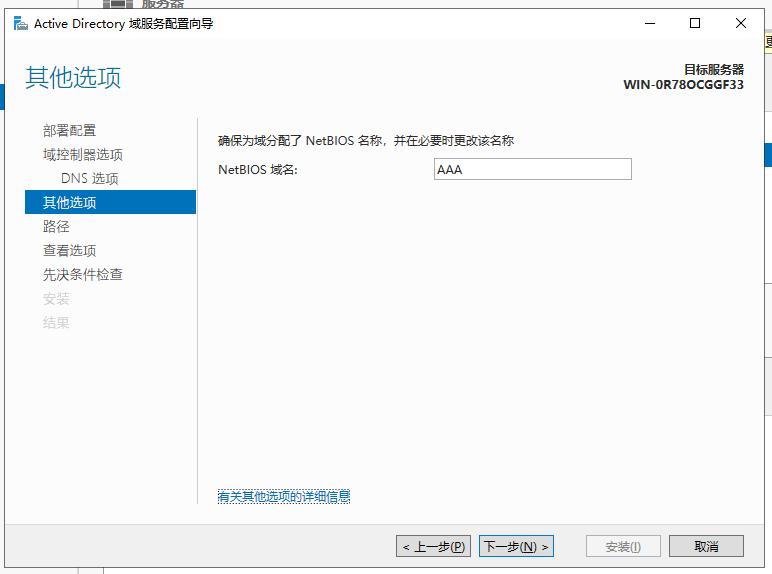 服务器
Active Directory 域服务配置向导
其他选项
目标服务器
WIN-0R78OCGGF33
部署配置
域控制器选项
DNS 选项
其他选项
路径
查看选项
先决条件检查
安装
结果
确保为域分配了 NetBIOS 名称，并在必要时更改该名称
NetBIOS 域名:
AAA
有关其他选项的详细信息
< 上一步(P)
下一步(N) >
安装(I)
取消